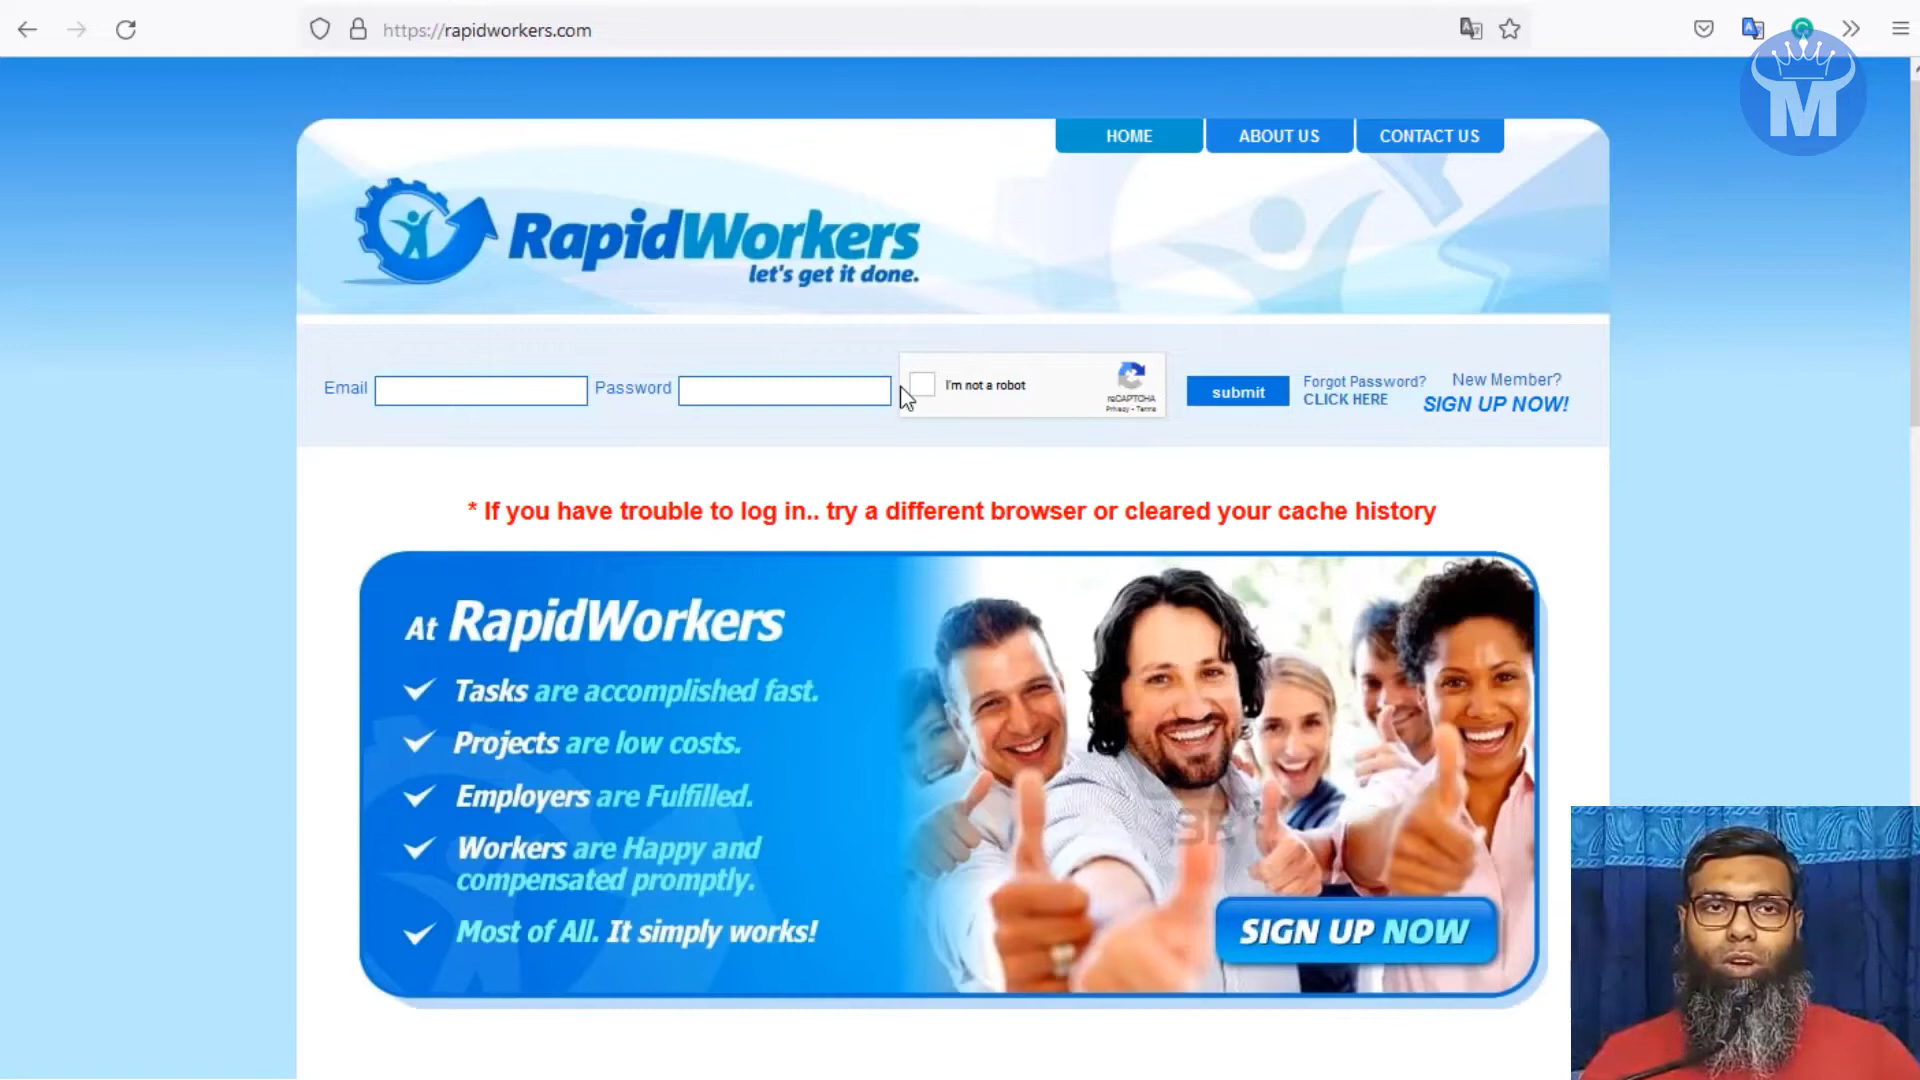 https://rapidworkers.com
M
HOME
ABOUT US
CONTACT US
RapidWorkers
let's get it done.
Email
Password
I'm not a robot
reCAPTCHA
Privacy - Terms
submit
Forgot Password?
CLICK HERE
New Member?
SIGN UP NOW!
* If you have trouble to log in.. try a different browser or cleared your cache history
At RapidWorkers
Tasks are accomplished fast.
Projects are low costs.
Employers are Fulfilled.
Workers are Happy and
compensated promptly.
Most of All. It simply works!
SIGN UP NOW